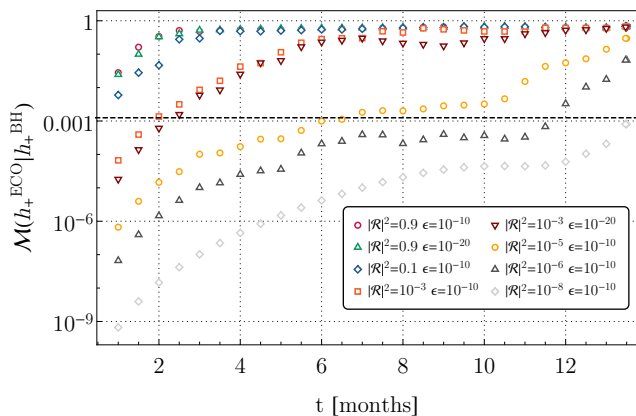 1
0.001
10⁻⁶
10⁻⁹
𝓜(h₊ᴱᶜᴼ|h₊ᴮᴴ)
|𝓡|²=0.9 ϵ=10⁻¹⁰
|𝓡|²=0.9 ϵ=10⁻²⁰
|𝓡|²=0.1 ϵ=10⁻¹⁰
|𝓡|²=10⁻³ ϵ=10⁻¹⁰
|𝓡|²=10⁻³ ϵ=10⁻²⁰
|𝓡|²=10⁻⁵ ϵ=10⁻¹⁰
|𝓡|²=10⁻⁶ ϵ=10⁻¹⁰
|𝓡|²=10⁻⁸ ϵ=10⁻¹⁰
2 4 6 8 10 12
t [months]